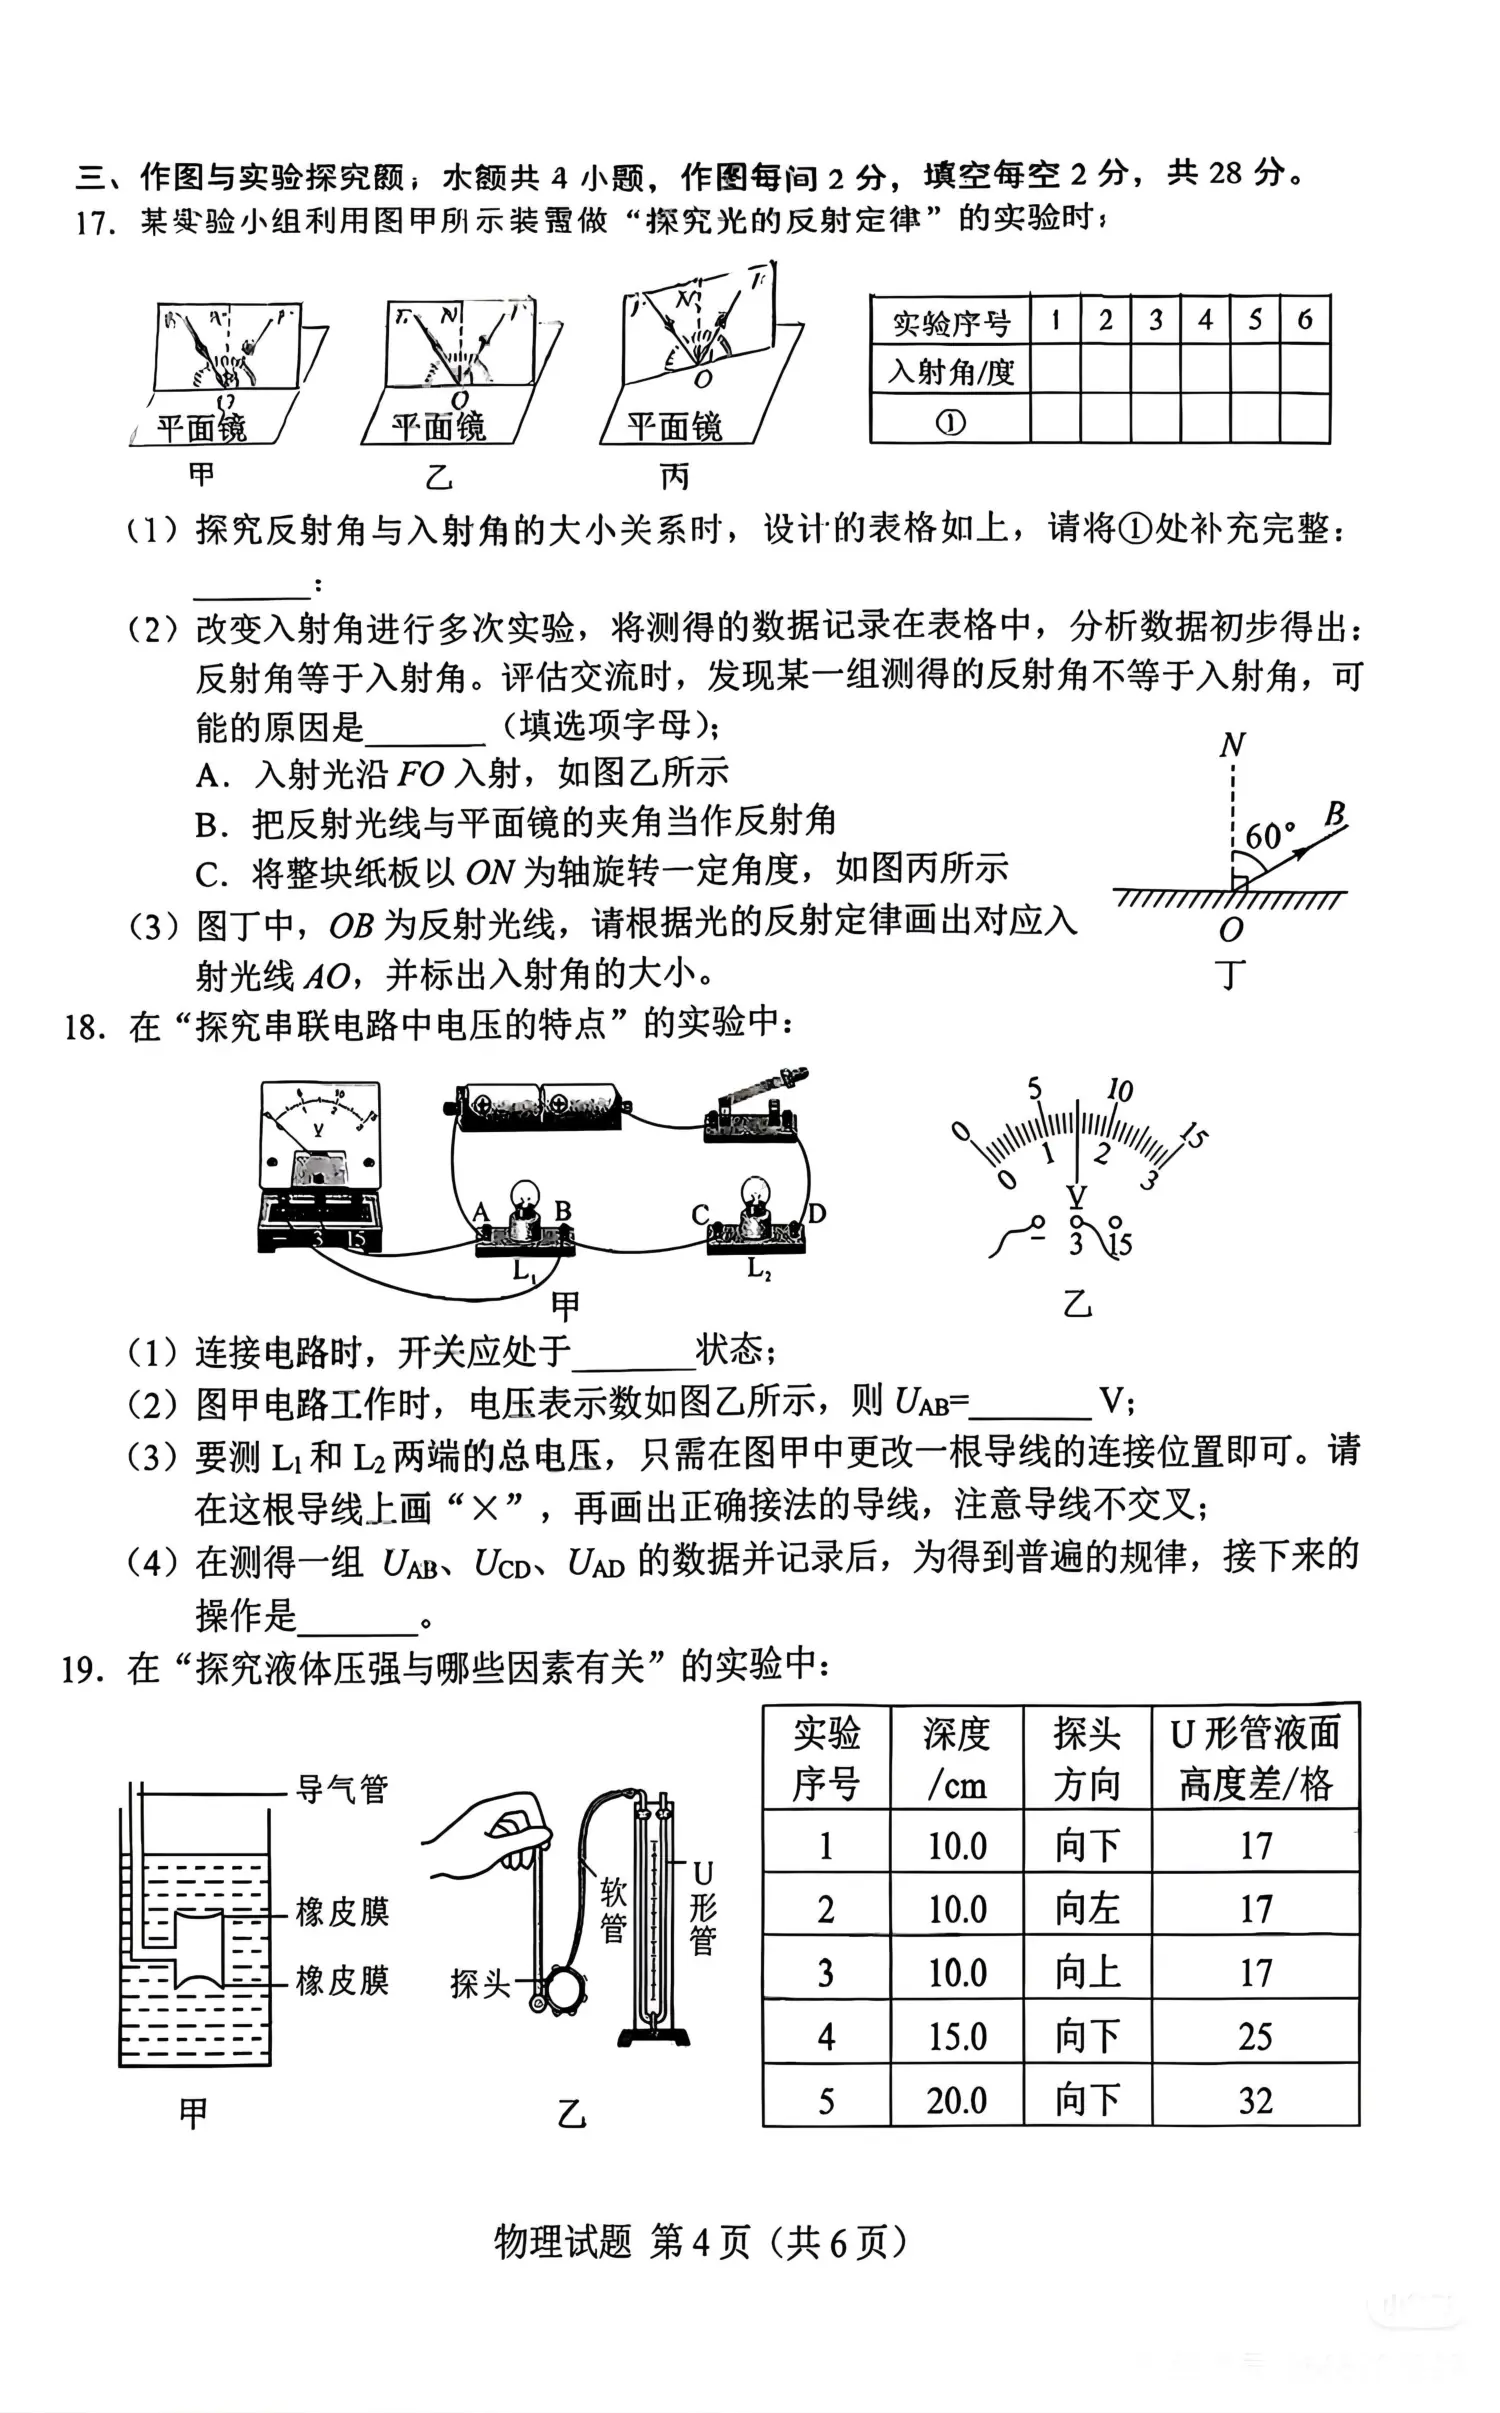 三、作图与实验探究题：本题共 4 小题，作图每问 2 分，填空每空 2 分，共 28 分。
17. 某实验小组利用图甲所示装置做“探究光的反射定律”的实验时：
N F
O
平面镜
甲
E N F
O
平面镜
乙
N F
O
平面镜
丙
实验序号 1 2 3 4 5 6
入射角/度
①
（1）探究反射角与入射角的大小关系时，设计的表格如上，请将①处补充完整：
______；
（2）改变入射角进行多次实验，将测得的数据记录在表格中，分析数据初步得出：
反射角等于入射角。评估交流时，发现某一组测得的反射角不等于入射角，可
能的原因是______（填选项字母）；
A. 入射光沿 FO 入射，如图乙所示
B. 把反射光线与平面镜的夹角当作反射角
C. 将整块纸板以 ON 为轴旋转一定角度，如图丙所示
（3）图丁中，OB 为反射光线，请根据光的反射定律画出对应入
射光线 AO，并标出入射角的大小。
N
60° B
O
丁
18. 在“探究串联电路中电压的特点”的实验中：
V
− 3 15
A B
L₁
C D
L₂
甲
0 5 10 15
0 1 2 3
V
− 3 15
乙
（1）连接电路时，开关应处于______状态；
（2）图甲电路工作时，电压表示数如图乙所示，则 UAB=______ V；
（3）要测 L₁和 L₂两端的总电压，只需在图甲中更改一根导线的连接位置即可。请
在这根导线上画“×”，再画出正确接法的导线，注意导线不交叉；
（4）在测得一组 UAB、UCD、UAD 的数据并记录后，为得到普遍的规律，接下来的
操作是______。
19. 在“探究液体压强与哪些因素有关”的实验中：
导气管
橡皮膜
橡皮膜
甲
软管
探头
U形管
乙
实验序号 深度/cm 探头方向 U 形管液面高度差/格
1 10.0 向下 17
2 10.0 向左 17
3 10.0 向上 17
4 15.0 向下 25
5 20.0 向下 32
物理试题 第 4 页（共 6 页）